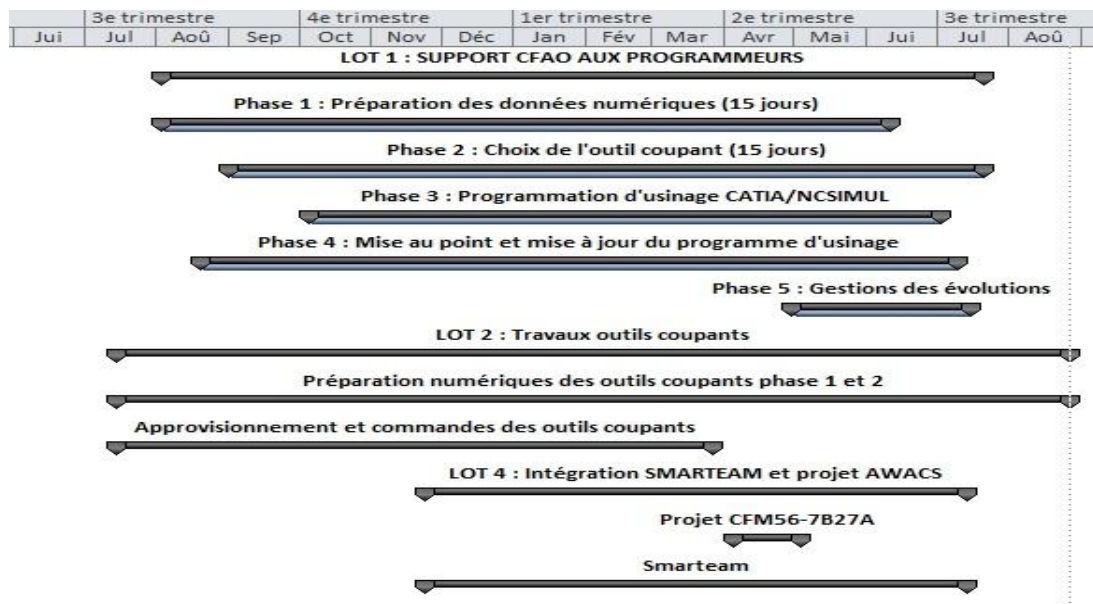 3e trimestre 4e trimestre 1er trimestre 2e trimestre 3e trimestre
Jui Jul Aoû Sep Oct Nov Déc Jan Fév Mar Avr Mai Jui Jul Aoû
LOT 1 : SUPPORT CFAO AUX PROGRAMMEURS
Phase 1 : Préparation des données numériques (15 jours)
Phase 2 : Choix de l'outil coupant (15 jours)
Phase 3 : Programmation d'usinage CATIA/NCSIMUL
Phase 4 : Mise au point et mise à jour du programme d'usinage
Phase 5 : Gestions des évolutions
LOT 2 : Travaux outils coupants
Préparation numériques des outils coupants phase 1 et 2
Approvisionnement et commandes des outils coupants
LOT 4 : Intégration SMARTEAM et projet AWACS
Projet CFM56-7B27A
Smarteam